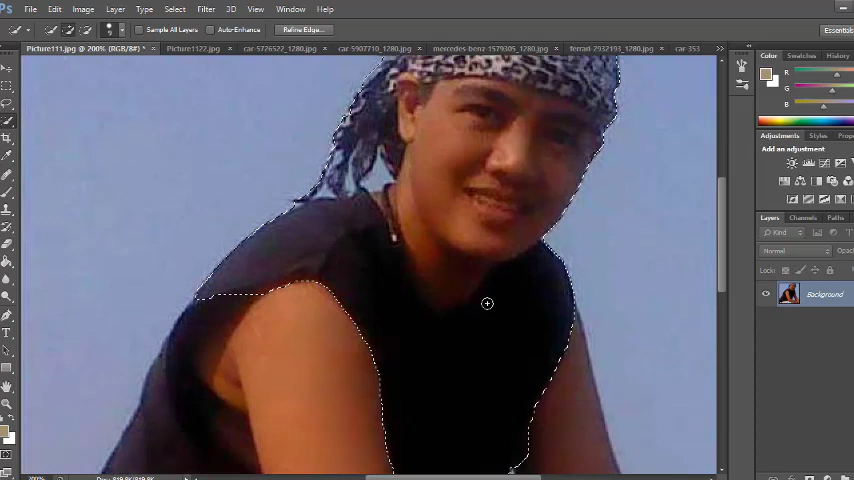 Ps File Edit Image Layer Type Select Filter 3D View Window Help
Sample All Layers Auto-Enhance Refine Edge... Essentials
Picture111.jpg @ 200% (RGB/8#) * × Picture1122.jpg × car-5726522_1280.jpg × car-5907710_1280.jpg × mercedes-benz-1579305_1280.jpg × ferrari-2932193_1280.jpg × car-353
Color Swatches
R
G
B
Adjustments Styles
Add an adjustment
Layers Channels Paths
Kind
Normal
Lock:
Background
T
T